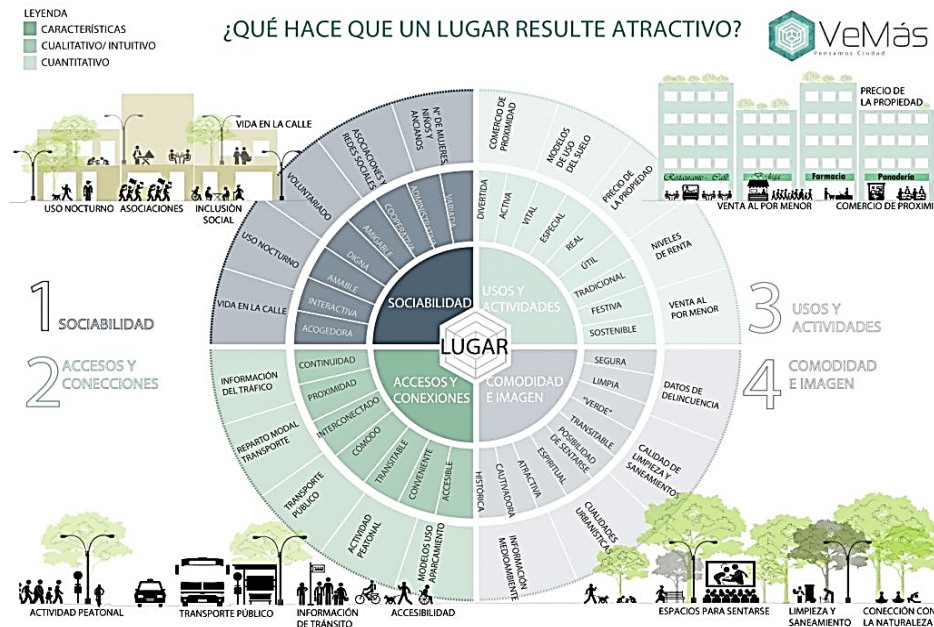 LEYENDA
CARACTERÍSTICAS
CUALITATIVO/ INTUITIVO
CUANTITATIVO
¿QUÉ HACE QUE UN LUGAR RESULTE ATRACTIVO?
VeMás
Pensamos Ciudad
VIDA EN LA CALLE
USO NOCTURNO
ASOCIACIONES
INCLUSIÓN
SOCIAL
PRECIO DE
LA PROPIEDAD
Restaurante - Café
Bodega
Farmacia
Panadería
VENTA AL POR MENOR
COMERCIO DE PROXIMI
1
SOCIABILIDAD
2
ACCESOS Y
CONECCIONES
3
USOS Y
ACTIVIDADES
4
COMODIDAD
E IMAGEN
LUGAR
SOCIABILIDAD
VIDA EN LA CALLE
USO NOCTURNO
VOLUNTARIADO
ASOCIACIONES Y
REDES SOCIALES
N° DE MUJERES,
NIÑOS Y
ANCIANOS
ACOGEDORA
INTERACTIVA
AMABLE
DIGNA
AMIGABLE
COOPERATIVA
ADMINISTRATIVA
VARIADA
USOS Y
ACTIVIDADES
COMERCIO DE
PROXIMIDAD
MODELOS
DE USO
DEL SUELO
PRECIO DE
LA PROPIEDAD
NIVELES
DE RENTA
VENTA AL
POR MENOR
DIVERTIDA
ACTIVA
VITAL
ESPECIAL
REAL
ÚTIL
TRADICIONAL
FESTIVA
SOSTENIBLE
ACCESOS Y
CONEXIONES
INFORMACIÓN
DEL TRÁFICO
REPARTO MODAL
TRANSPORTE
TRANSPORTE
PÚBLICO
ACTIVIDAD
PEATONAL
MODELOS USO
APARCAMIENTO
CONTINUIDAD
PROXIMIDAD
INTERCONECTADO
CÓMODO
TRANSITABLE
CONVENIENTE
ACCESIBLE
COMODIDAD
E IMAGEN
SEGURA
LIMPIA
"VERDE"
TRANSITABLE
POSIBILIDAD
DE SENTARSE
ESPIRITUAL
ATRACTIVA
CAUTIVADORA
HISTÓRICA
DATOS DE
DELINCUENCIA
CALIDAD DE
LIMPIEZA Y
SANEAMIENTOS
CUALIDADES
URBANÍSTICAS
INFORMACIÓN
MEDIOAMBIENTE
ACTIVIDAD PEATONAL
TRANSPORTE PÚBLICO
INFORMACIÓN
DE TRÁNSITO
ACCESIBILIDAD
ESPACIOS PARA SENTARSE
LIMPIEZA Y
SANEAMIENTO
CONECIÓN CON
LA NATURALEZA